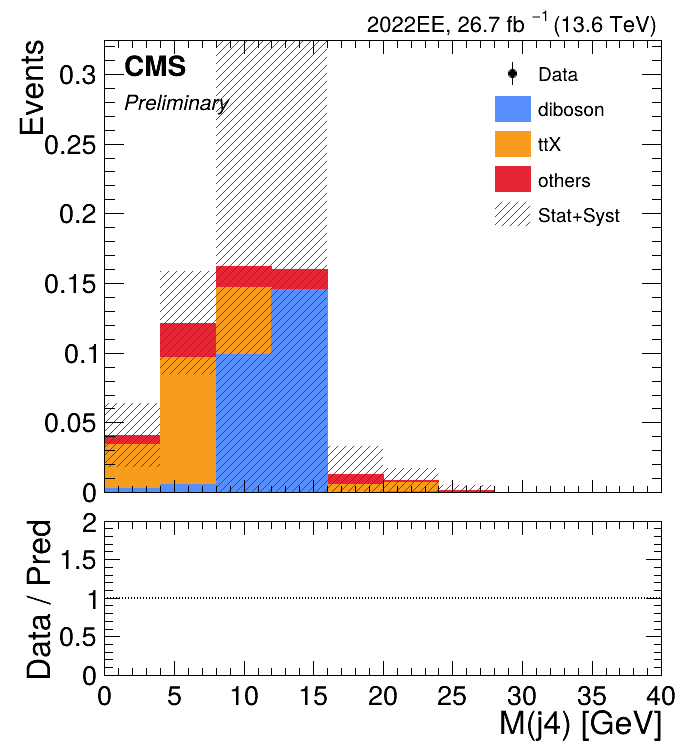 2022EE, 26.7 fb⁻¹ (13.6 TeV)
CMS
Preliminary
Events
0.3
0.25
0.2
0.15
0.1
0.05
0
Data
diboson
ttX
others
Stat+Syst
Data / Pred
2
1.5
1
0.5
0
0 5 10 15 20 25 30 35 40
M(j4) [GeV]